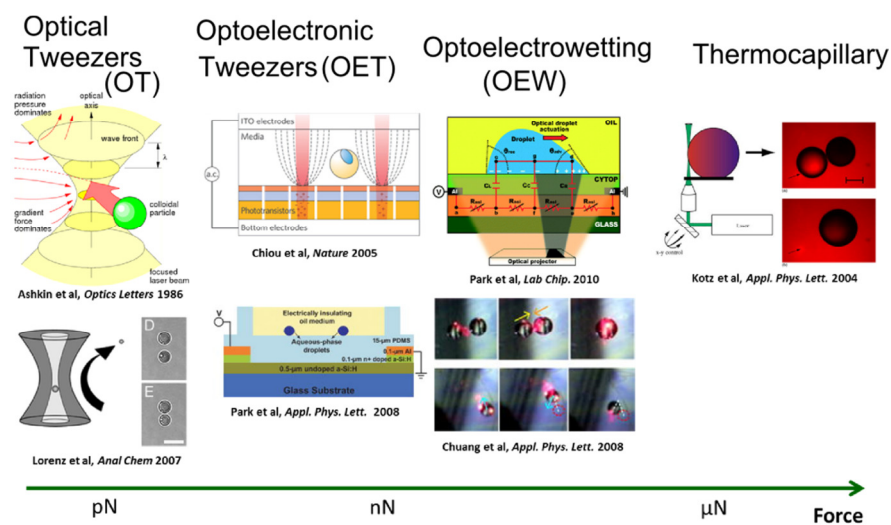 Optical
Tweezers
(OT)
Optoelectronic
Tweezers (OET)
Optoelectrowetting
(OEW)
Thermocapillary
radiation
pressure
dominates
optical
axis
wave front
λ
gradient
force
dominates
colloidal
particle
focused
laser beam
Ashkin et al, Optics Letters 1986
ITO electrodes
Media
a.c.
Phototransistors
Bottom electrodes
Chiou et al, Nature 2005
Optical droplet
actuation
OIL
Droplet
CYTOP
V
Al
Al
GLASS
Optical projector
Park et al, Lab Chip. 2010
x-y control
Laser
Kotz et al, Appl. Phys. Lett. 2004
D
E
Lorenz et al, Anal Chem 2007
V
Electrically insulating
oil medium
Aqueous-phase
droplets
15-μm PDMS
0.1-μm Al
0.1-μm n+ doped a-Si:H
0.5-μm undoped a-Si:H
Glass Substrate
Park et al, Appl. Phys. Lett. 2008
Chuang et al, Appl. Phys. Lett. 2008
pN
nN
μN
Force